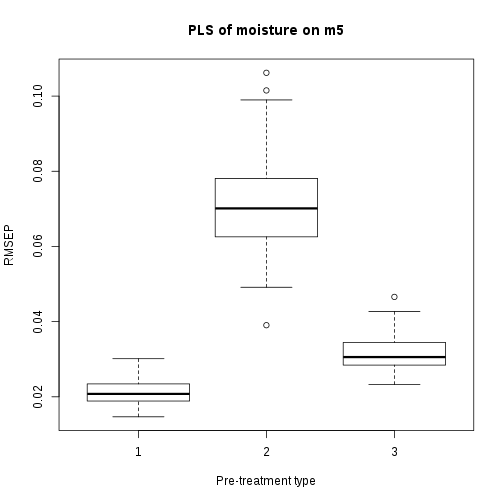 PLS of moisture on m5
RMSEP
0.10
0.08
0.06
0.04
0.02
1 2 3
Pre-treatment type